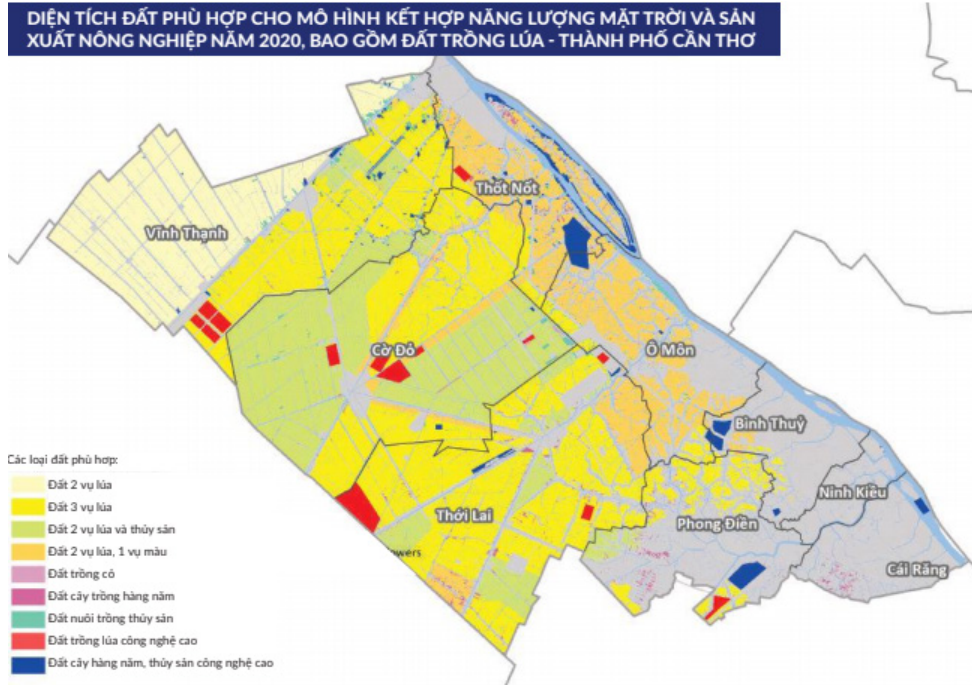 DIỆN TÍCH ĐẤT PHÙ HỢP CHO MÔ HÌNH KẾT HỢP NĂNG LƯỢNG MẶT TRỜI VÀ SẢN
XUẤT NÔNG NGHIỆP NĂM 2020, BAO GỒM ĐẤT TRỒNG LÚA - THÀNH PHỐ CẦN THƠ
Thốt Nốt
Vĩnh Thạnh
Cờ Đỏ
Ô Môn
Bình Thuỷ
Ninh Kiều
Thới Lai
Phong Điền
owers
Cái Răng
Các loại đất phù hợp:
Đất 2 vụ lúa
Đất 3 vụ lúa
Đất 2 vụ lúa và thủy sản
Đất 2 vụ lúa, 1 vụ màu
Đất trồng cỏ
Đất cây trồng hàng năm
Đất nuôi trồng thủy sản
Đất trồng lúa công nghệ cao
Đất cây hàng năm, thủy sản công nghệ cao